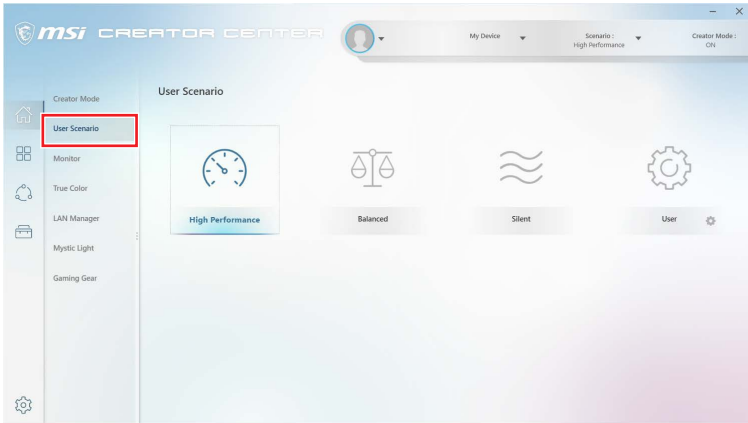 msi CREATOR CENTER
My Device
Scenario :
High Performance
Creator Mode :
ON
Creator Mode
User Scenario
Monitor
True Color
LAN Manager
Mystic Light
Gaming Gear
User Scenario
High Performance
Balanced
Silent
User